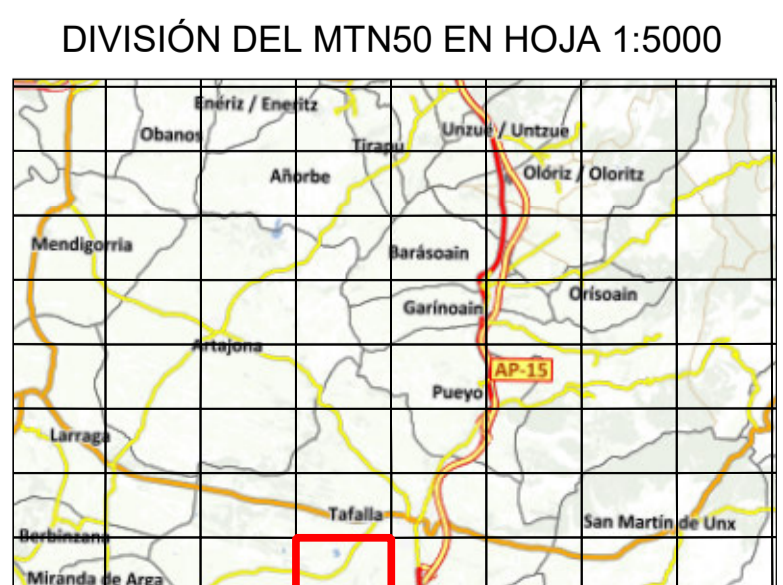 DIVISIÓN DEL MTN50 EN HOJA 1:5000
Enériz / Eneritz
Obanos
Tirapu
Unzué / Untzue
Añorbe
Olóriz / Oloritz
Mendigorria
Barásoain
Garínoain
Orísoain
Artajona
AP-15
Pueyo
Larraga
Tafalla
San Martín de Unx
Berbinzana
Miranda de Arga